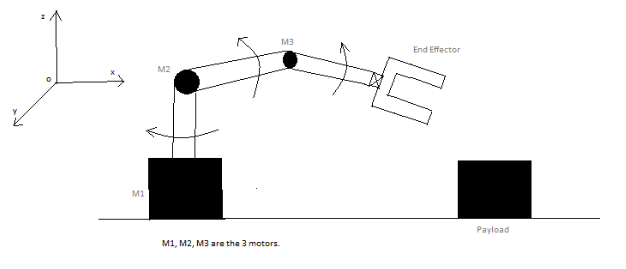 z
M3
End Effector
M2
x
o
y
M1
Payload
M1, M2, M3 are the 3 motors.